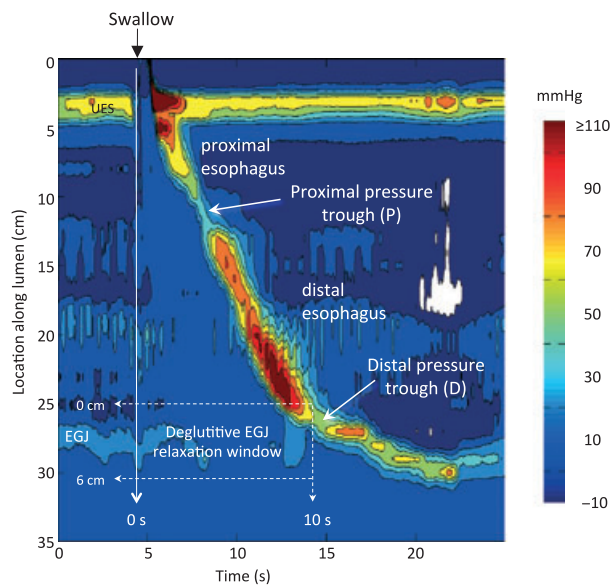 Swallow
mmHg
≥110
90
70
50
30
10
−10
0
5
10
15
20
25
30
35
Location along lumen (cm)
UES
proximal
esophagus
Proximal pressure
trough (P)
distal
esophagus
Distal pressure
trough (D)
0 cm
EGJ
Deglutitive EGJ
relaxation window
6 cm
0 s
10 s
0
5
10
15
20
Time (s)